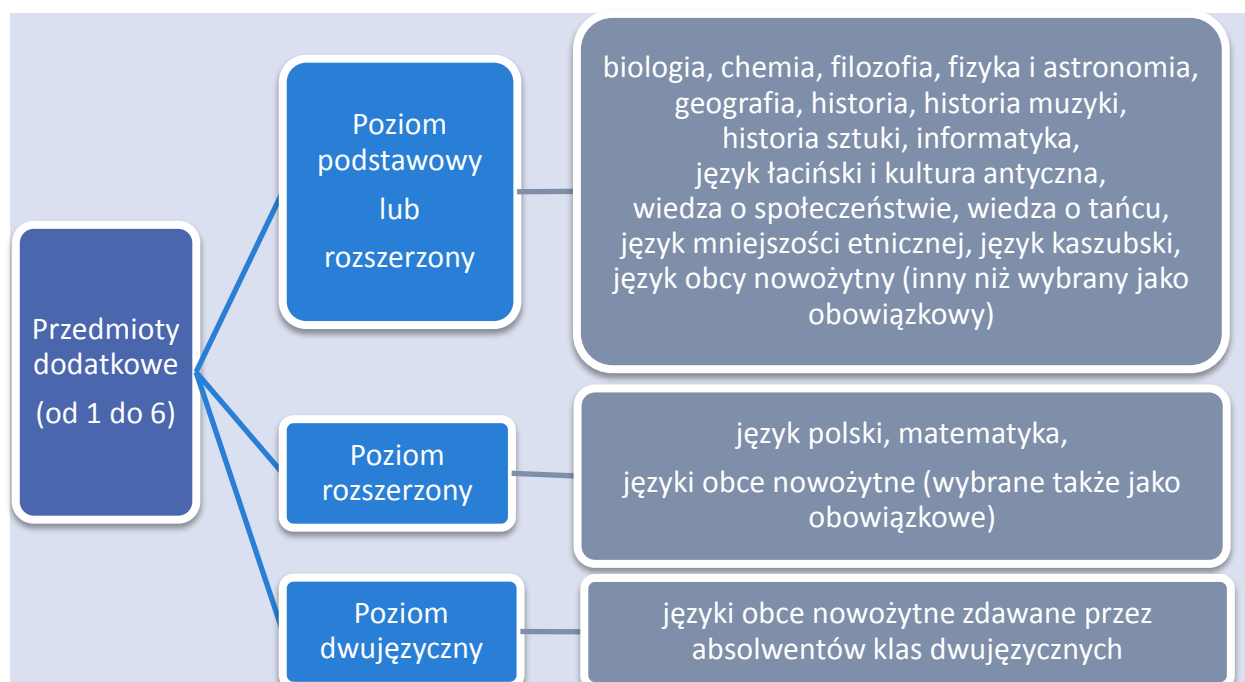 Przedmioty
dodatkowe
(od 1 do 6)
Poziom
podstawowy
lub
rozszerzony
biologia, chemia, filozofia, fizyka i astronomia,
geografia, historia, historia muzyki,
historia sztuki, informatyka,
język łaciński i kultura antyczna,
wiedza o społeczeństwie, wiedza o tańcu,
język mniejszości etnicznej, język kaszubski,
język obcy nowożytny (inny niż wybrany jako
obowiązkowy)
Poziom
rozszerzony
język polski, matematyka,
języki obce nowożytne (wybrane także jako
obowiązkowe)
Poziom
dwujęzyczny
języki obce nowożytne zdawane przez
absolwentów klas dwujęzycznych